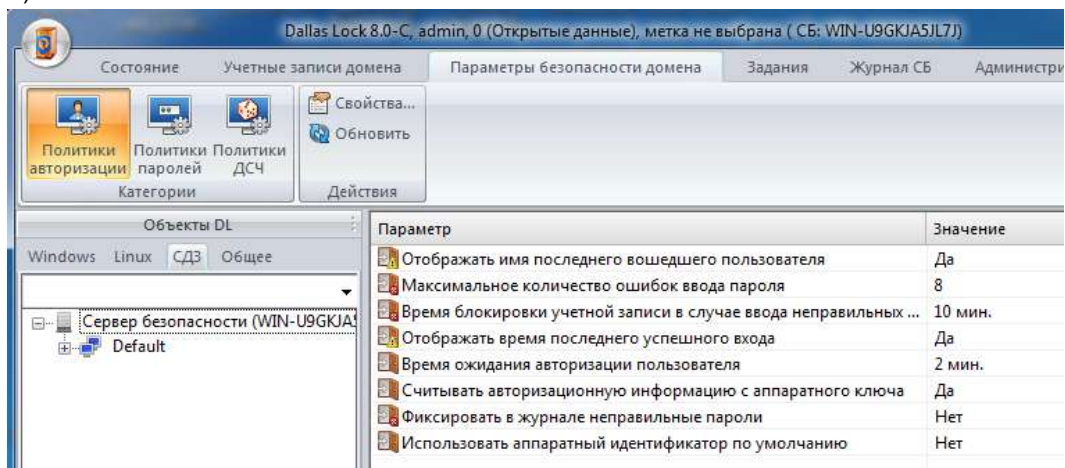 Dallas Lock 8.0-C, admin, 0 (Открытые данные), метка не выбрана ( СБ: WIN-U9GKJA5JL7J)
Состояние Учетные записи домена Параметры безопасности домена Задания Журнал СБ Администри
Политики авторизации Политики паролей Политики ДСЧ
Свойства...
Обновить
Категории Действия
Объекты DL
Windows Linux СДЗ Общее
Сервер безопасности (WIN-U9GKJA5
Default
Параметр Значение
Отображать имя последнего вошедшего пользователя Да
Максимальное количество ошибок ввода пароля 8
Время блокировки учетной записи в случае ввода неправильных ... 10 мин.
Отображать время последнего успешного входа Да
Время ожидания авторизации пользователя 2 мин.
Считывать авторизационную информацию с аппаратного ключа Да
Фиксировать в журнале неправильные пароли Нет
Использовать аппаратный идентификатор по умолчанию Нет